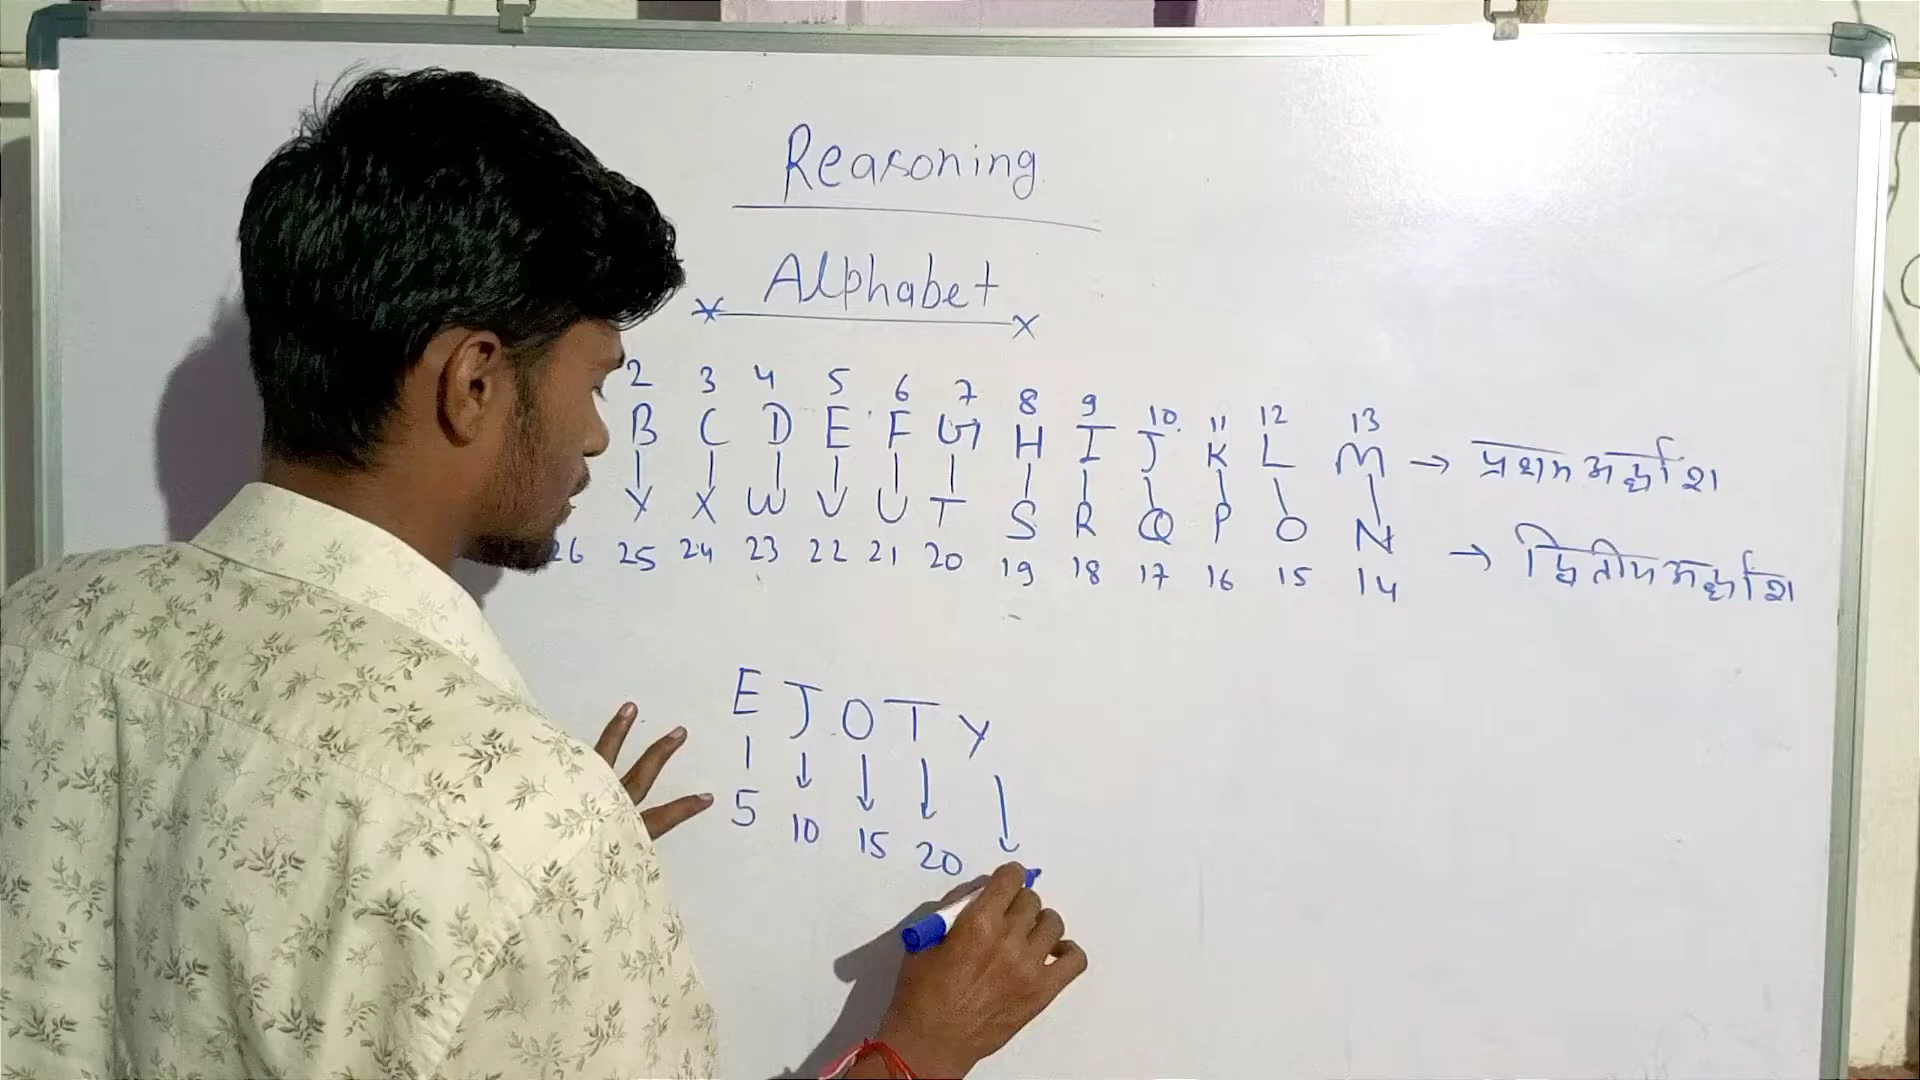 Reasoning
Alphabet
2 3 4 5 6 7 8 9 10 11 12 13
B C D E F G H I J K L M → प्रथम अर्द्धांश
Y X W V U T S R Q P O N → द्वितीय अर्द्धांश
26 25 24 23 22 21 20 19 18 17 16 15 14
E J O T Y
5 10 15 20